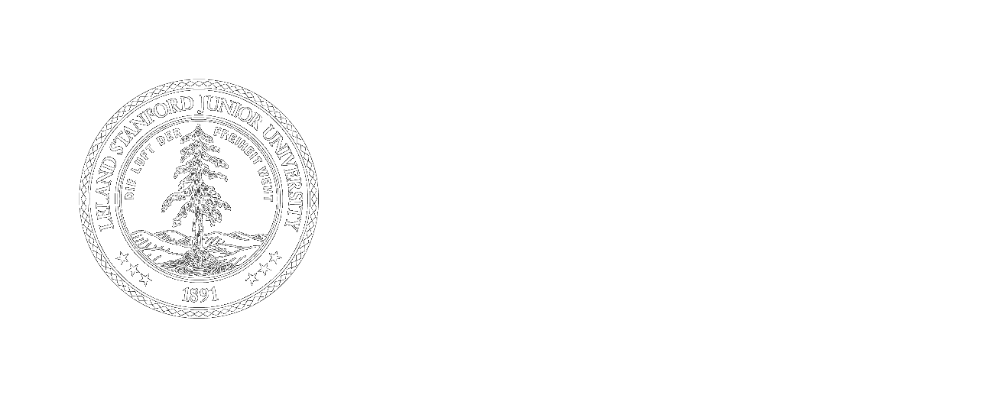 LELAND STANFORD JUNIOR UNIVERSITY
DIE LUFT DER FREIHEIT WEHT
1891